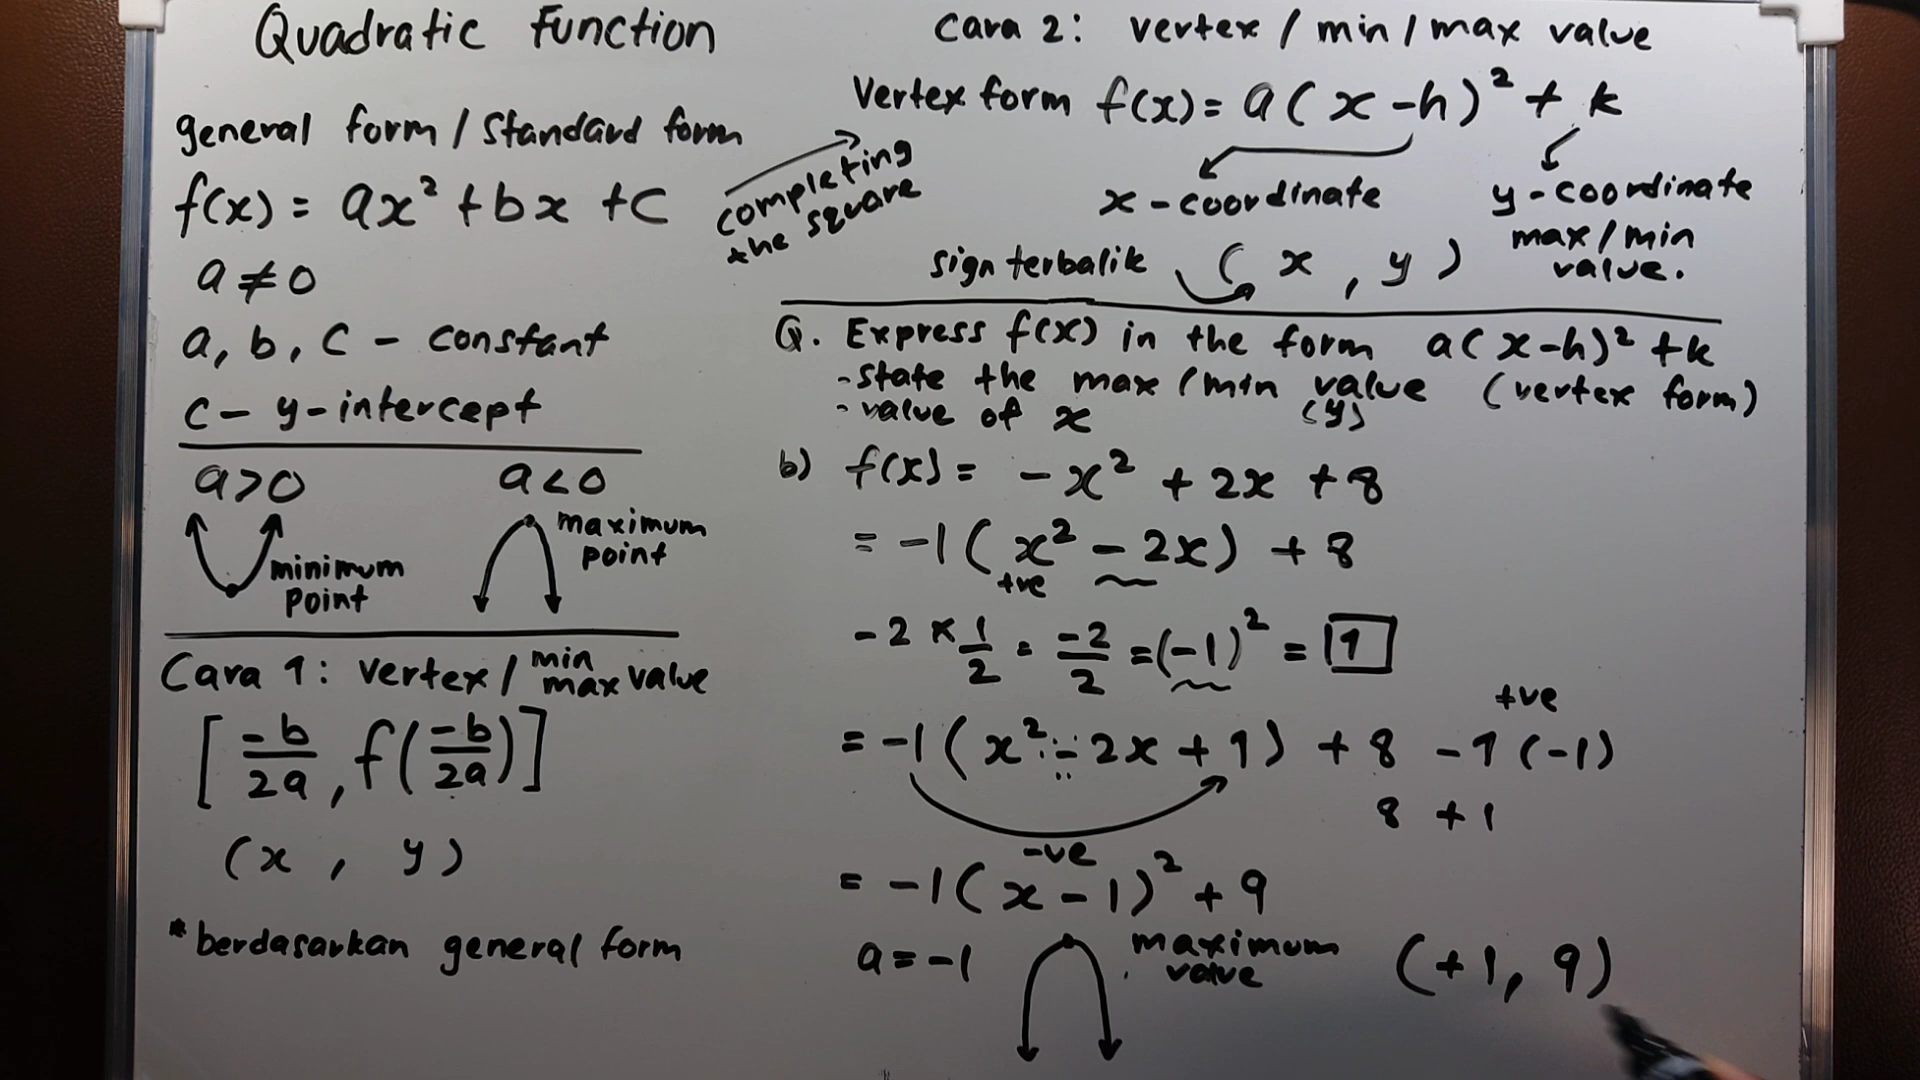 Quadratic Function
general form / Standard form
f(x) = ax² + bx + c
a ≠ 0
a, b, c - constant
c - y-intercept
a>0
minimum point
a<0
maximum point
Cara 1: vertex / min max value
[ -b/2a , f( -b/2a ) ]
( x , y )
* berdasarkan general form
completing the square
Cara 2: vertex / min / max value
Vertex form f(x) = a ( x - h )² + k
x - coordinate
y - coordinate
max / min value.
sign terbalik ( x , y )
Q. Express f(x) in the form a( x-h )² + k
- state the max / min value (vertex form)
- value of x (y)
b) f(x) = - x² + 2x + 8
= -1 ( x² - 2x ) + 8
+ve
-2 × 1/2 = -2/2 = (-1)² = 1
+ve
= -1 ( x² - 2x + 1 ) + 8 - 1 (-1)
8 + 1
-ve
= -1 ( x - 1 )² + 9
a = -1 maximum value (+1, 9)